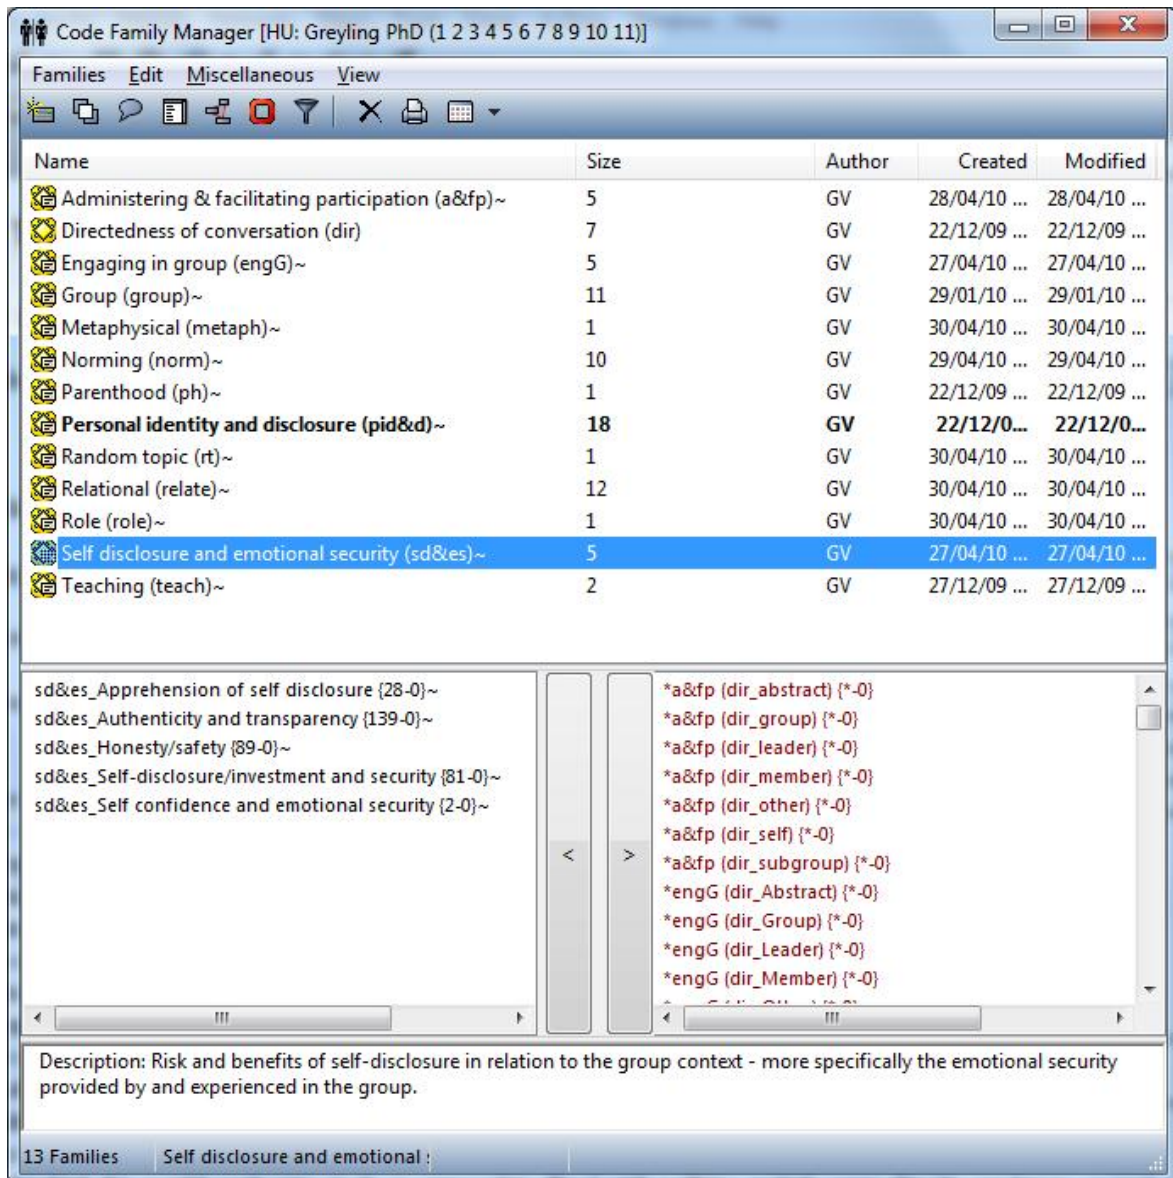 Code Family Manager [HU: Greyling PhD (1 2 3 4 5 6 7 8 9 10 11)]
Families Edit Miscellaneous View
Name Size Author Created Modified
Administering & facilitating participation (a&fp)~ 5 GV 28/04/10 ... 28/04/10 ...
Directedness of conversation (dir) 7 GV 22/12/09 ... 22/12/09 ...
Engaging in group (engG)~ 5 GV 27/04/10 ... 27/04/10 ...
Group (group)~ 11 GV 29/01/10 ... 29/01/10 ...
Metaphysical (metaph)~ 1 GV 30/04/10 ... 30/04/10 ...
Norming (norm)~ 10 GV 29/04/10 ... 29/04/10 ...
Parenthood (ph)~ 1 GV 22/12/09 ... 22/12/09 ...
Personal identity and disclosure (pid&d)~ 18 GV 22/12/0... 22/12/0...
Random topic (rt)~ 1 GV 30/04/10 ... 30/04/10 ...
Relational (relate)~ 12 GV 30/04/10 ... 30/04/10 ...
Role (role)~ 1 GV 30/04/10 ... 30/04/10 ...
Self disclosure and emotional security (sd&es)~ 5 GV 27/04/10 ... 27/04/10 ...
Teaching (teach)~ 2 GV 27/12/09 ... 27/12/09 ...
sd&es_Apprehension of self disclosure {28-0}~
sd&es_Authenticity and transparency {139-0}~
sd&es_Honesty/safety {89-0}~
sd&es_Self-disclosure/investment and security {81-0}~
sd&es_Self confidence and emotional security {2-0}~
< >
*a&fp (dir_abstract) {*-0}
*a&fp (dir_group) {*-0}
*a&fp (dir_leader) {*-0}
*a&fp (dir_member) {*-0}
*a&fp (dir_other) {*-0}
*a&fp (dir_self) {*-0}
*a&fp (dir_subgroup) {*-0}
*engG (dir_Abstract) {*-0}
*engG (dir_Group) {*-0}
*engG (dir_Leader) {*-0}
*engG (dir_Member) {*-0}
Description: Risk and benefits of self-disclosure in relation to the group context - more specifically the emotional security
provided by and experienced in the group.
13 Families Self disclosure and emotional